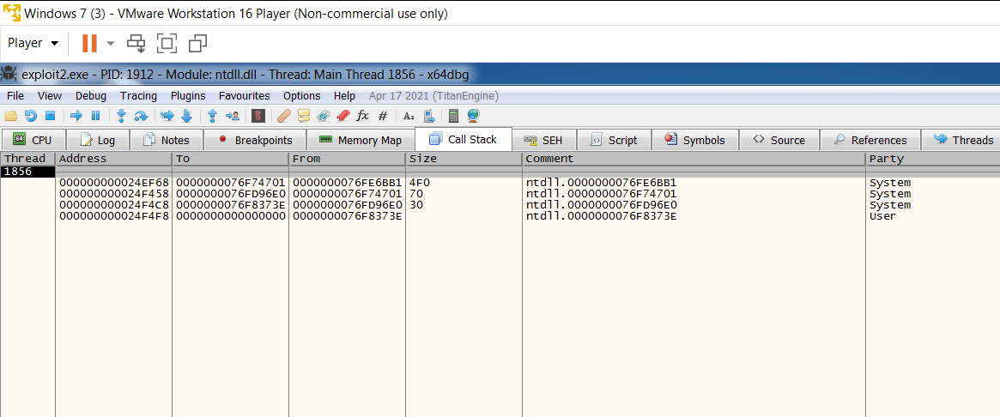 Windows 7 (3) - VMware Workstation 16 Player (Non-commercial use only)
Player
exploit2.exe - PID: 1912 - Module: ntdll.dll - Thread: Main Thread 1856 - x64dbg
File View Debug Tracing Plugins Favourites Options Help Apr 17 2021 (TitanEngine)
S fx # Az
64 CPU Log Notes Breakpoints Memory Map Call Stack SEH Script Symbols Source References Threads
Thread Address To From Size Comment Party
1856
000000000024EF68 0000000076F74701 0000000076FE6BB1 4F0 ntdll.0000000076FE6BB1 System
000000000024F458 0000000076FD96E0 0000000076F74701 70 ntdll.0000000076F74701 System
000000000024F4C8 0000000076F8373E 0000000076FD96E0 30 ntdll.0000000076FD96E0 System
000000000024F4F8 0000000000000000 0000000076F8373E ntdll.0000000076F8373E User